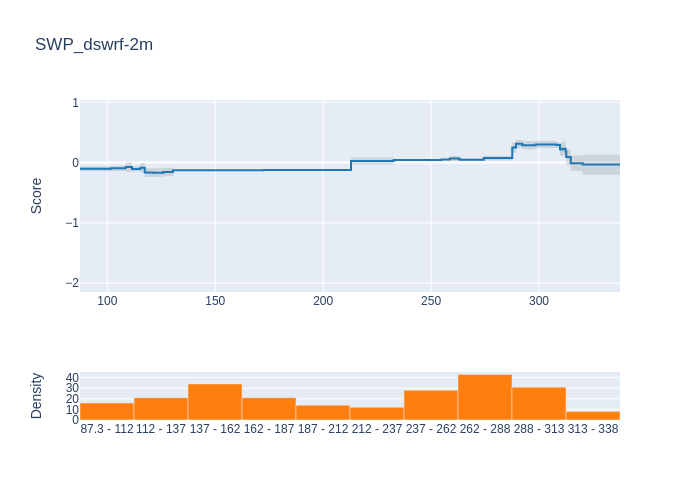 SWP_dswrf-2m
1
0
−1
−2
Score
100
150
200
250
300
40
30
20
10
0
Density
87.3 - 112
112 - 137
137 - 162
162 - 187
187 - 212
212 - 237
237 - 262
262 - 288
288 - 313
313 - 338